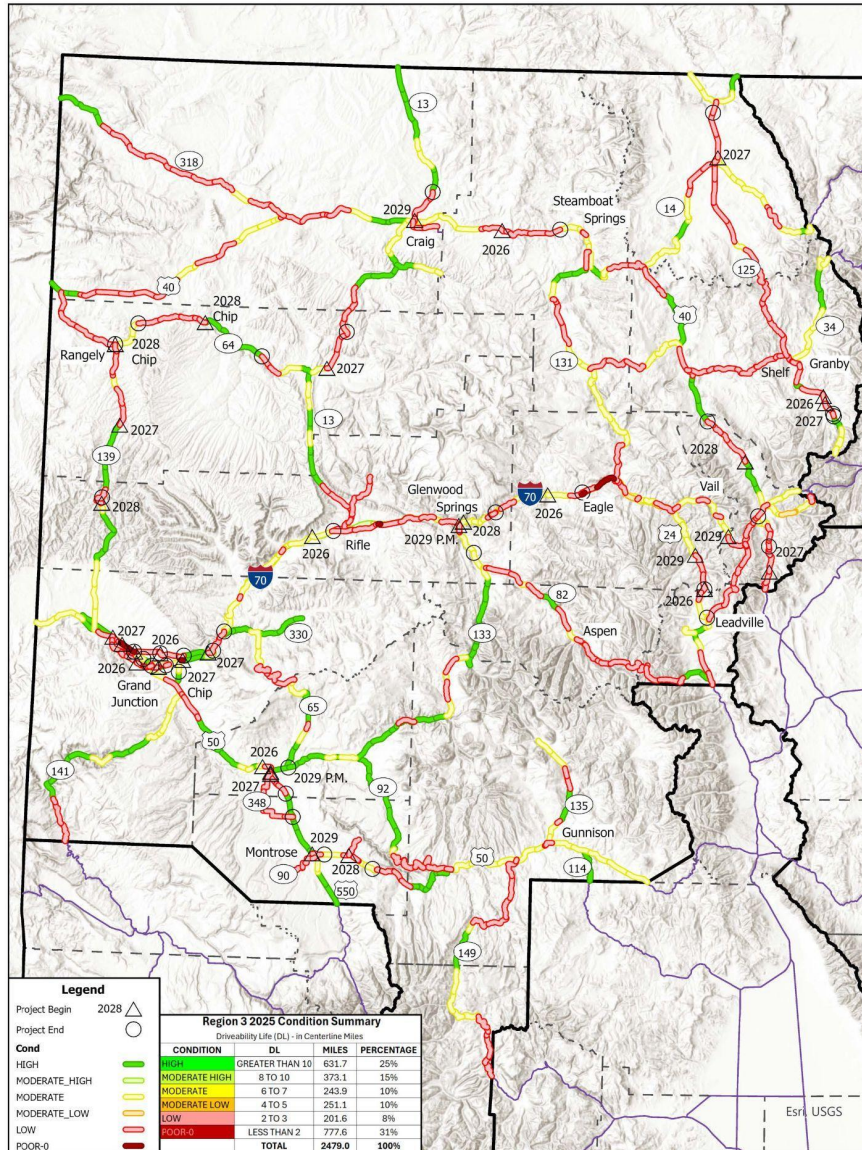 13
318
2027
2029
Craig
Steamboat
Springs
14
2026
40
125
2028
Chip
64
40
34
Rangely
2028
Chip
2027
131
Granby
Shelf
13
2026
2027
2027
139
2028
Glenwood
Springs
Vail
70
Eagle
2028
2028
2026
2029 P.M.
24
2029
2026
Rifle
2029
2027
70
82
2026
Leadville
2027
330
133
Aspen
2026
2026
2027
Chip
Grand
Junction
65
50
2026
141
2029 P.M.
2027
348
92
135
Gunnison
2029
Montrose
50
2028
90
114
550
149
Legend
Project Begin 2028
Project End
Cond
HIGH
MODERATE_HIGH
MODERATE
MODERATE_LOW
LOW
POOR-0
Region 3 2025 Condition Summary
Driveability Life (DL) - in Centerline Miles
CONDITION DL MILES PERCENTAGE
HIGH GREATER THAN 10 631.7 25%
MODERATE HIGH 8 TO 10 373.1 15%
MODERATE 6 TO 7 243.9 10%
MODERATE LOW 4 TO 5 251.1 10%
LOW 2 TO 3 201.6 8%
POOR-0 LESS THAN 2 777.6 31%
TOTAL 2479.0 100%
Esri, USGS